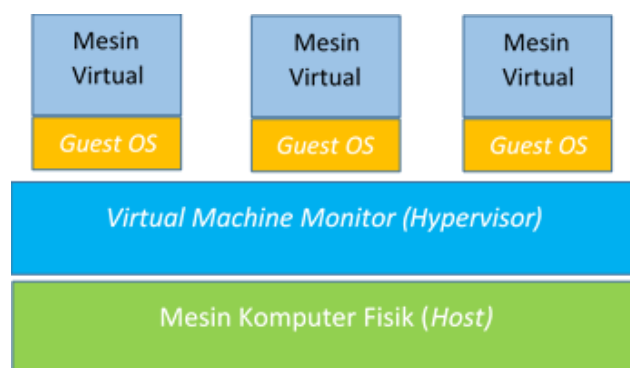 Mesin
Virtual
Guest OS
Mesin
Virtual
Guest OS
Mesin
Virtual
Guest OS
Virtual Machine Monitor (Hypervisor)
Mesin Komputer Fisik (Host)